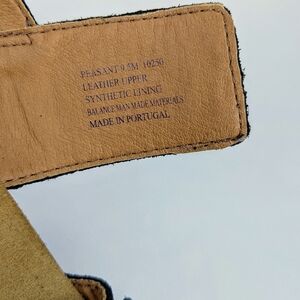 PEASANT 9.5M 10250
LEATHER UPPER
SYNTHETIC LINING
BALANCE MAN MADE MATERIALS
MADE IN PORTUGAL